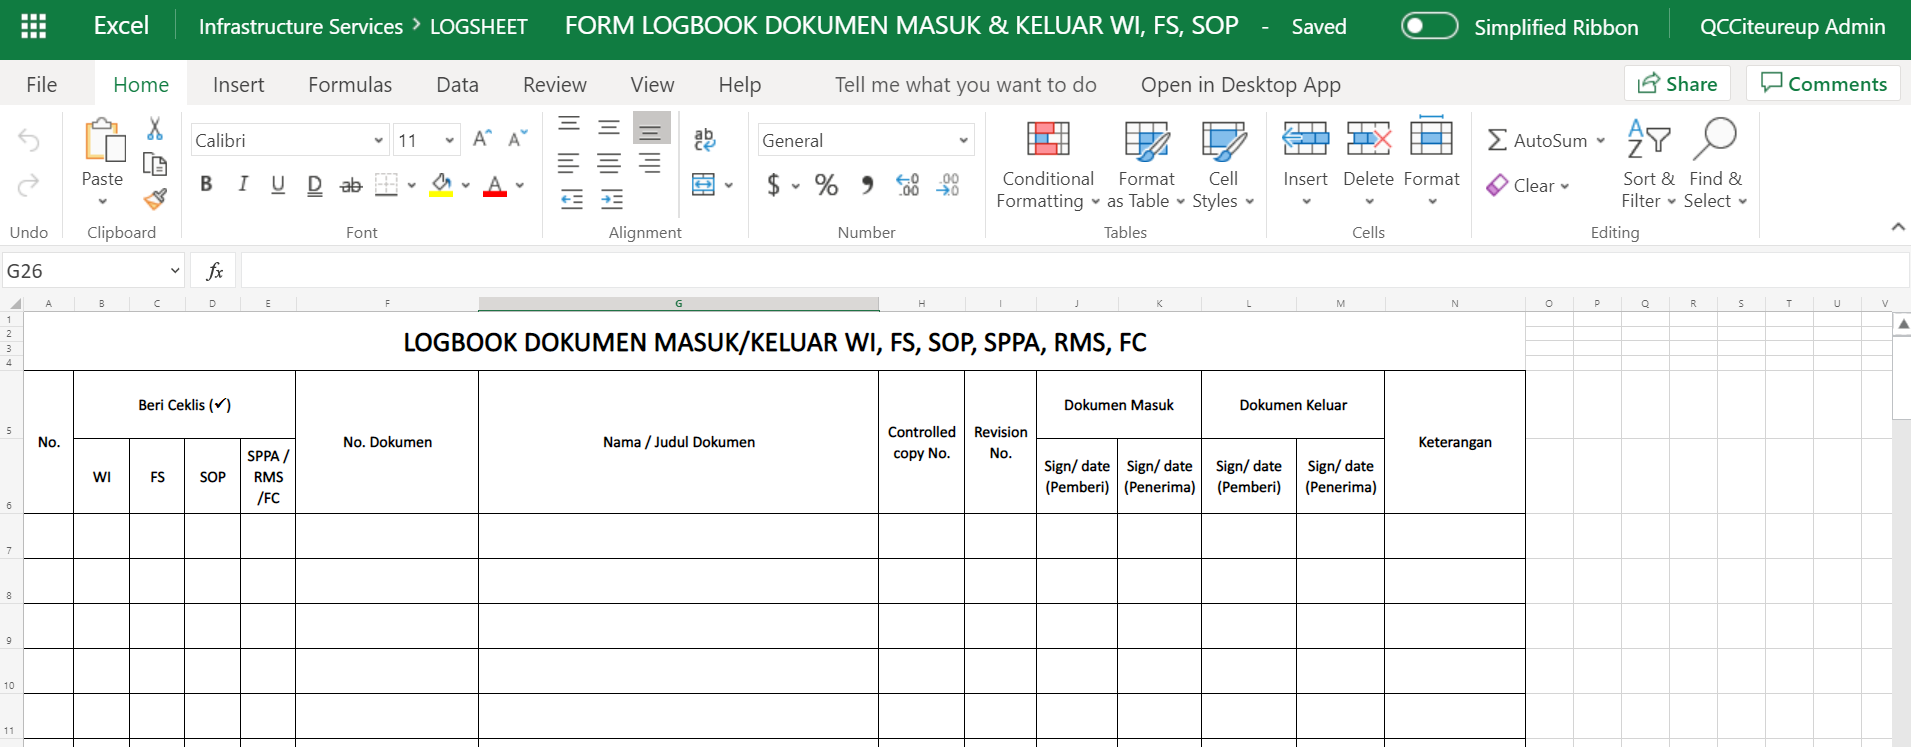 Excel Infrastructure Services > LOGSHEET FORM LOGBOOK DOKUMEN MASUK & KELUAR WI, FS, SOP - Saved Simplified Ribbon QCCiteureup Admin
File Home Insert Formulas Data Review View Help Tell me what you want to do Open in Desktop App Share Comments
Calibri 11 A A ab c General AutoSum A Z
Paste B I U D ab A $ % , .00 .00 .0 Clear
Conditional Formatting Format as Table Cell Styles Insert Delete Format Sort & Filter Find & Select
Undo Clipboard Font Alignment Number Tables Cells Editing
G26 fx
A B C D E F G H I J K L M N O P Q R S T U V
1
2
3
4
LOGBOOK DOKUMEN MASUK/KELUAR WI, FS, SOP, SPPA, RMS, FC
5
No.
Beri Ceklis (✓)
No. Dokumen
Nama / Judul Dokumen
Controlled
copy No.
Revision
No.
Dokumen Masuk
Dokumen Keluar
Keterangan
6
WI
FS
SOP
SPPA /
RMS
/FC
Sign/ date
(Pemberi)
Sign/ date
(Penerima)
Sign/ date
(Pemberi)
Sign/ date
(Penerima)
7
8
9
10
11